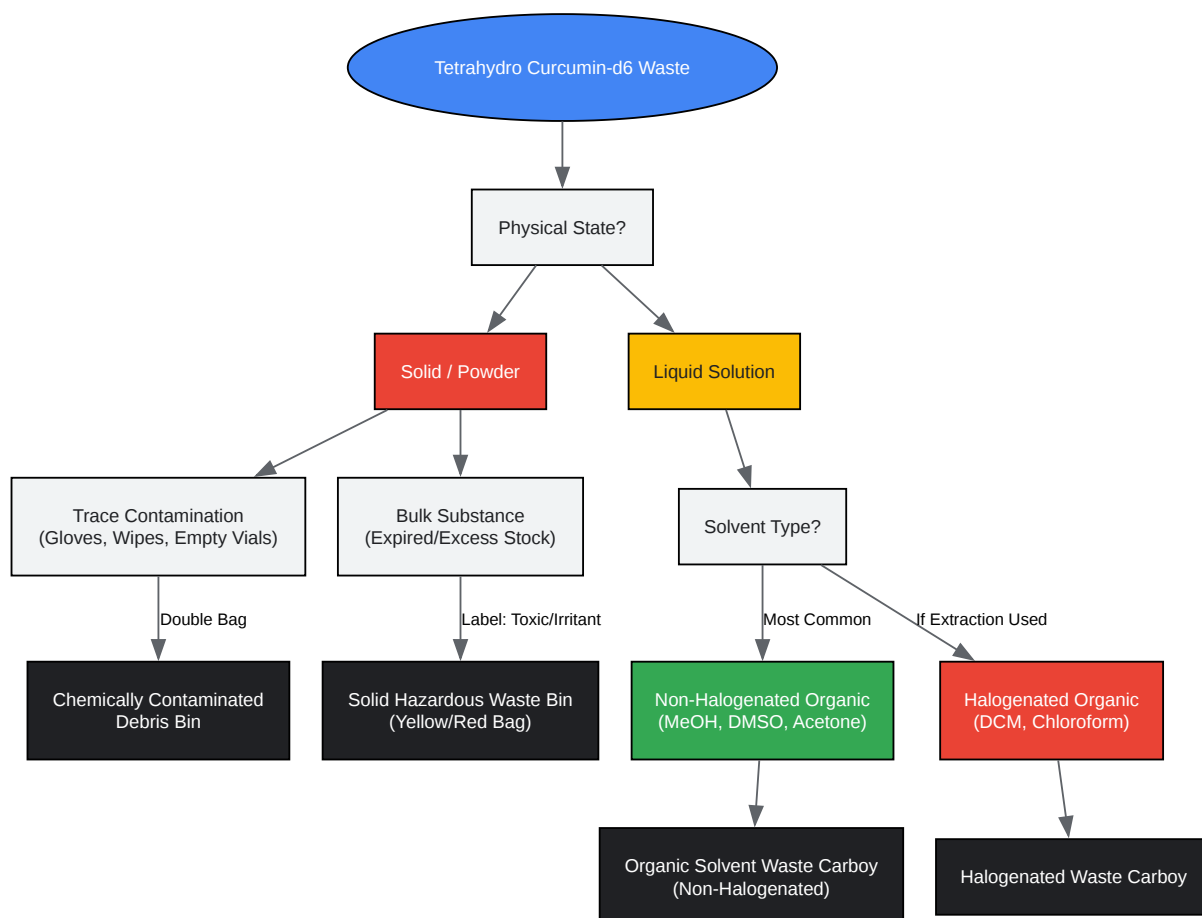 Tetrahydro Curcumin-d6 Waste
Physical State?
Solid / Powder
Liquid Solution
Trace Contamination
(Gloves, Wipes, Empty Vials)
Bulk Substance
(Expired/Excess Stock)
Solvent Type?
Double Bag
Label: Toxic/Irritant
Most Common
If Extraction Used
Chemically Contaminated
Debris Bin
Solid Hazardous Waste Bin
(Yellow/Red Bag)
Non-Halogenated Organic
(MeOH, DMSO, Acetone)
Halogenated Organic
(DCM, Chloroform)
Organic Solvent Waste Carboy
(Non-Halogenated)
Halogenated Waste Carboy